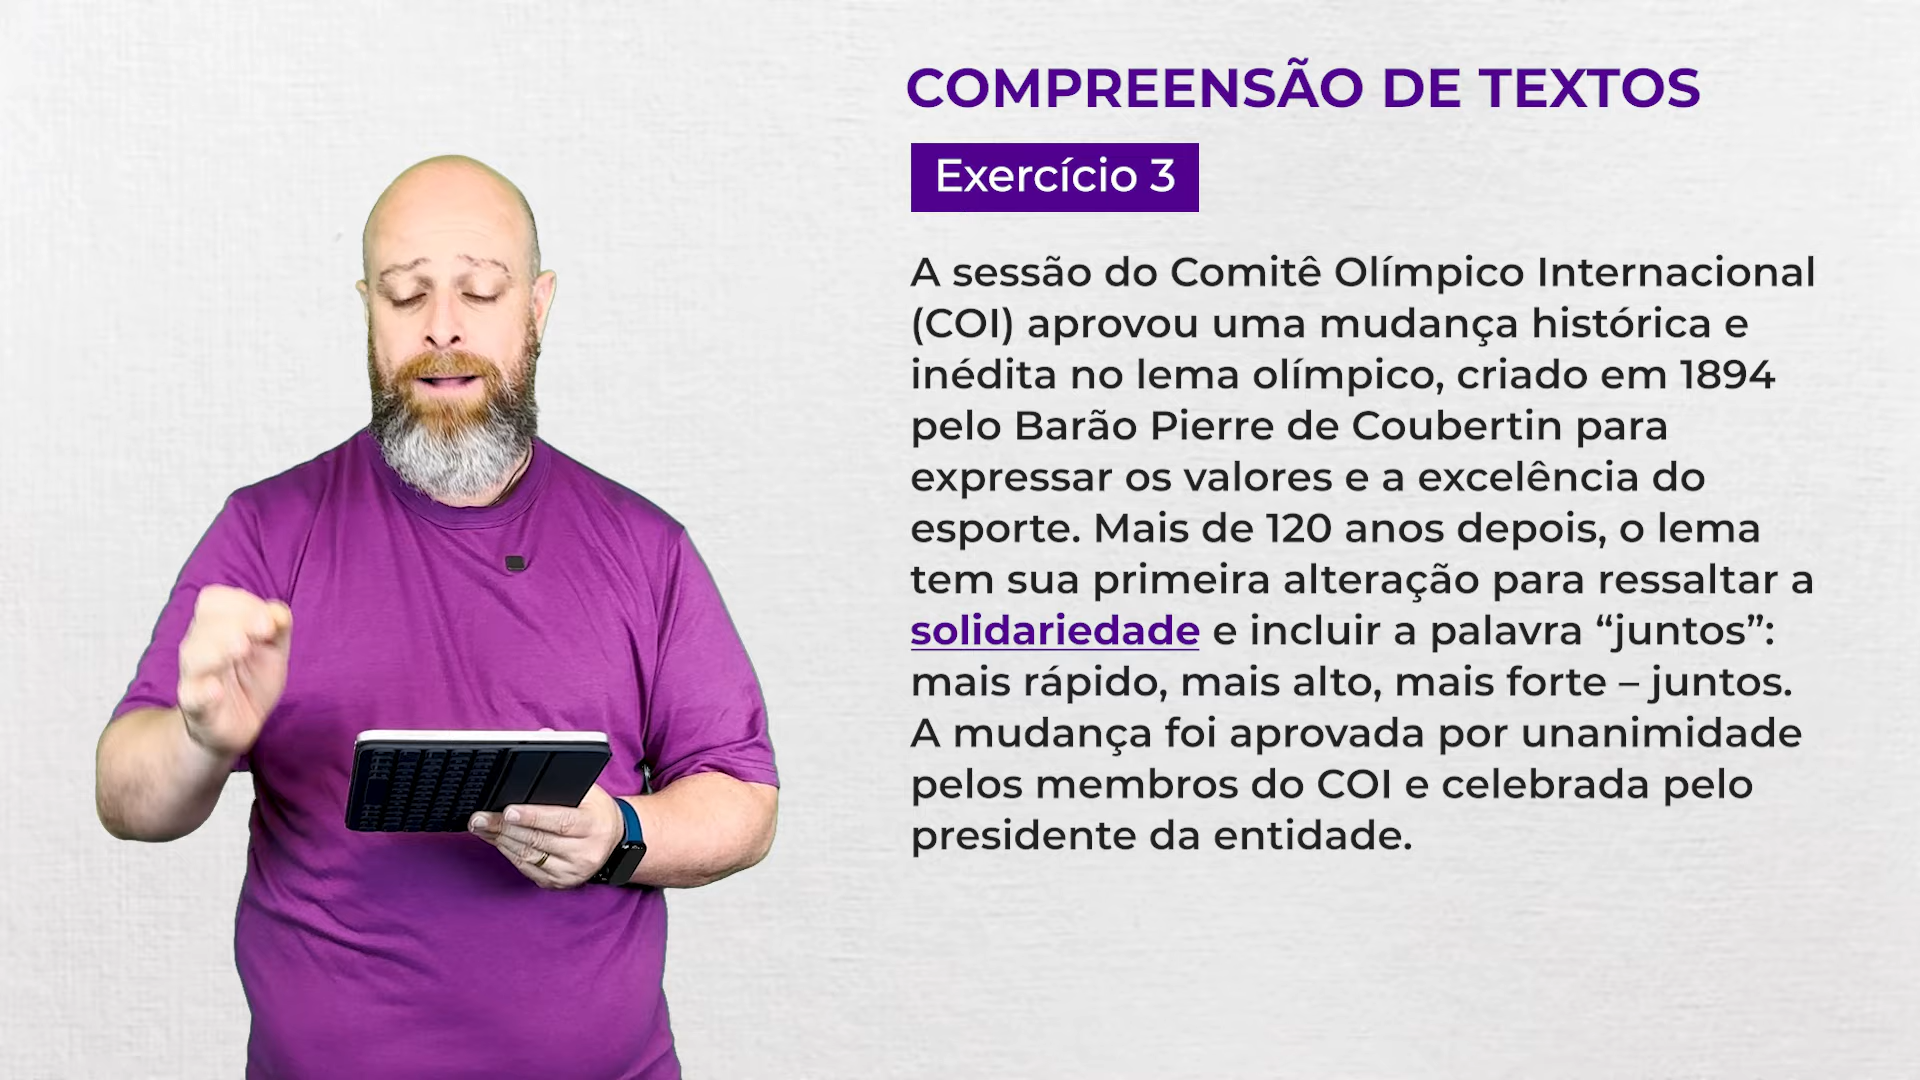 COMPREENSÃO DE TEXTOS
Exercício 3
A sessão do Comitê Olímpico Internacional
(COI) aprovou uma mudança histórica e
inédita no lema olímpico, criado em 1894
pelo Barão Pierre de Coubertin para
expressar os valores e a excelência do
esporte. Mais de 120 anos depois, o lema
tem sua primeira alteração para ressaltar a
solidariedade e incluir a palavra “juntos”:
mais rápido, mais alto, mais forte – juntos.
A mudança foi aprovada por unanimidade
pelos membros do COI e celebrada pelo
presidente da entidade.